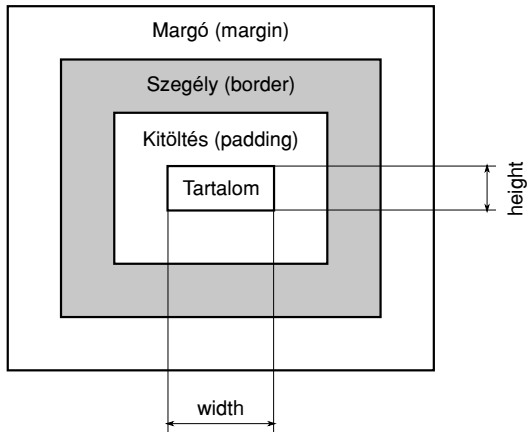 Margó (margin)
Szegély (border)
Kitöltés (padding)
Tartalom
height
width